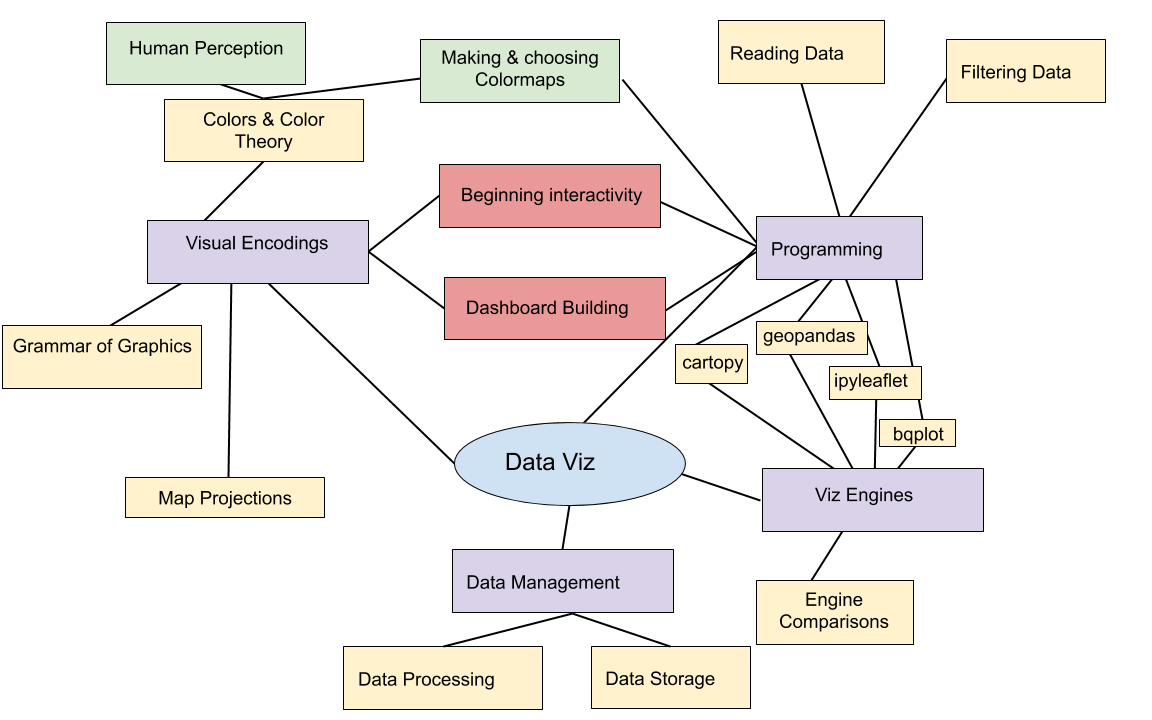 Human Perception
Making & choosing
Colormaps
Reading Data
Filtering Data
Colors & Color
Theory
Beginning interactivity
Visual Encodings
Programming
Dashboard Building
Grammar of Graphics
geopandas
cartopy
ipyleaflet
bqplot
Data Viz
Map Projections
Viz Engines
Data Management
Engine
Comparisons
Data Processing
Data Storage